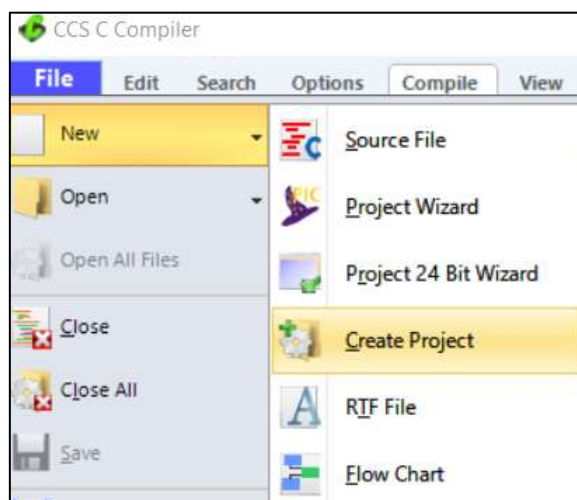 CCS C Compiler
File Edit Search Options Compile View
New
Open
Open All Files
Close
Close All
Save
Source File
PIC
Project Wizard
Project 24 Bit Wizard
Create Project
RTF File
Flow Chart